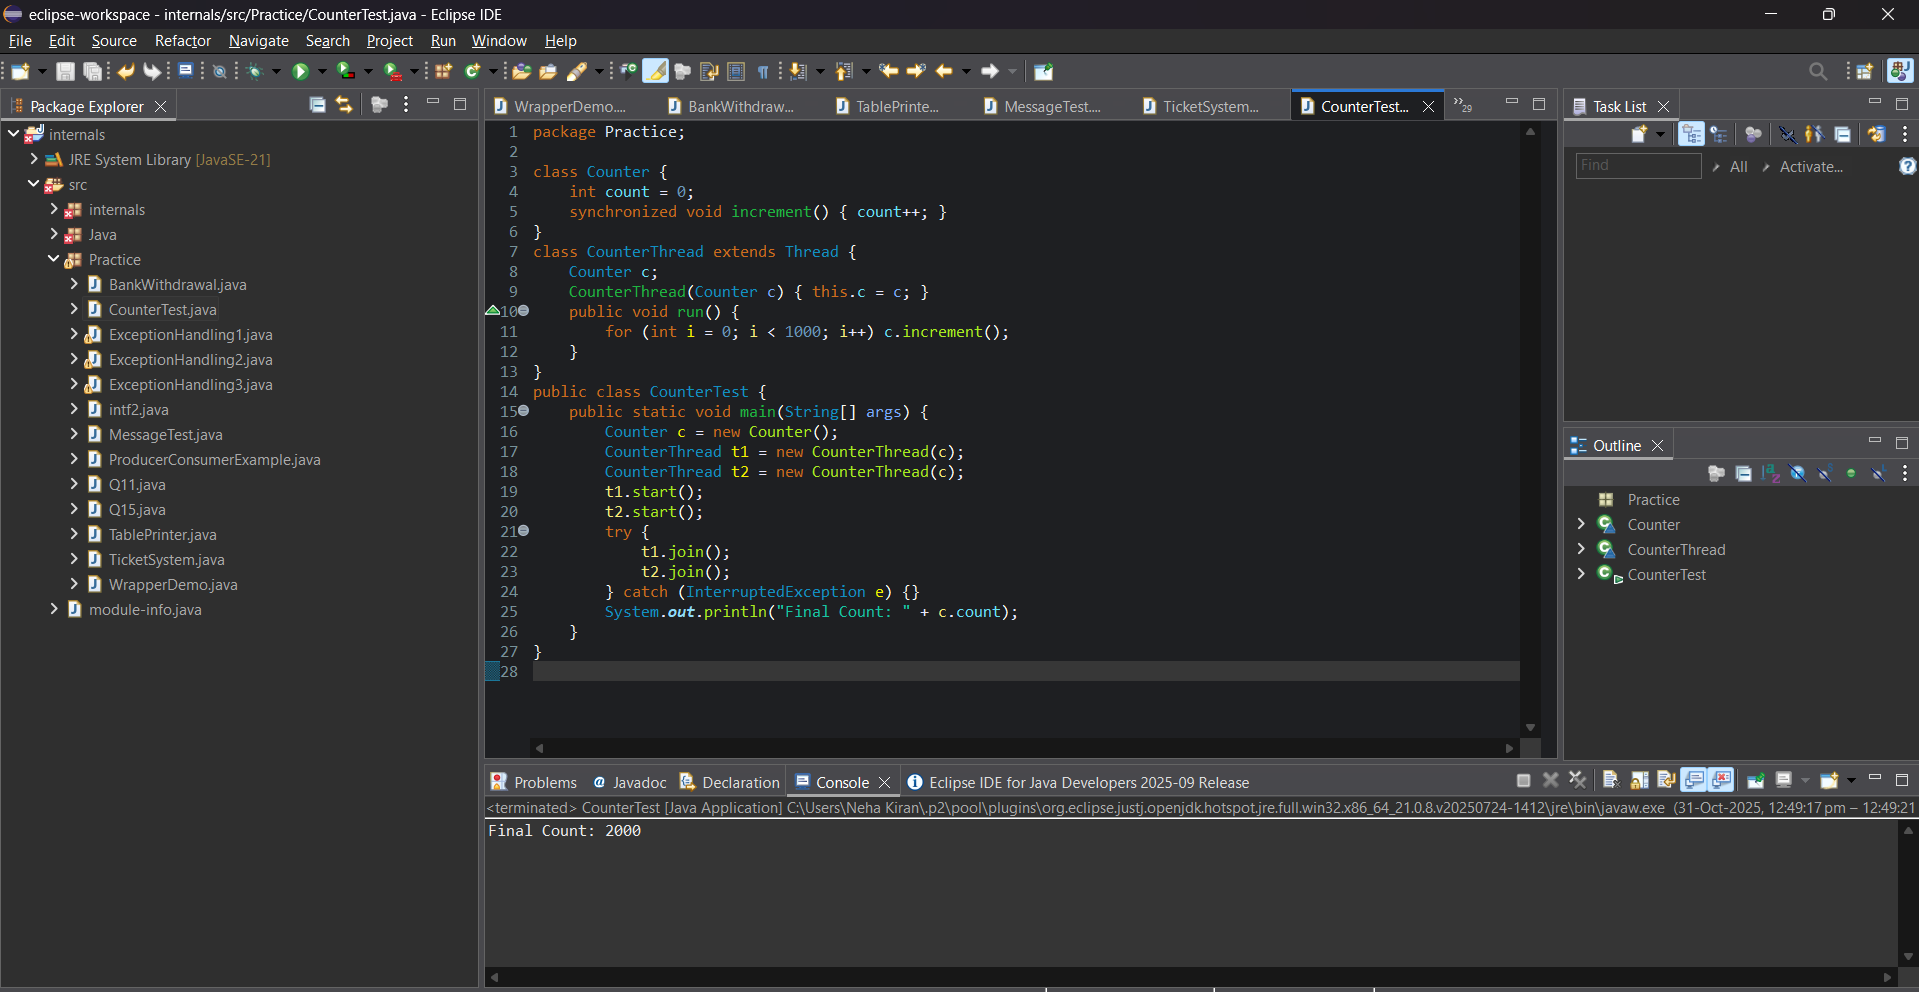 eclipse-workspace - internals/src/Practice/CounterTest.java - Eclipse IDE
File Edit Source Refactor Navigate Search Project Run Window Help
Package Explorer
internals
JRE System Library [JavaSE-21]
src
internals
Java
Practice
BankWithdrawal.java
CounterTest.java
ExceptionHandling1.java
ExceptionHandling2.java
ExceptionHandling3.java
intf2.java
MessageTest.java
ProducerConsumerExample.java
Q11.java
Q15.java
TablePrinter.java
TicketSystem.java
WrapperDemo.java
module-info.java
WrapperDemo.... BankWithdraw... TablePrinte... MessageTest.... TicketSystem... CounterTest... »29
1 package Practice;
2
3 class Counter {
4     int count = 0;
5     synchronized void increment() { count++; }
6 }
7 class CounterThread extends Thread {
8     Counter c;
9     CounterThread(Counter c) { this.c = c; }
10     public void run() {
11         for (int i = 0; i < 1000; i++) c.increment();
12     }
13 }
14 public class CounterTest {
15     public static void main(String[] args) {
16         Counter c = new Counter();
17         CounterThread t1 = new CounterThread(c);
18         CounterThread t2 = new CounterThread(c);
19         t1.start();
20         t2.start();
21         try {
22             t1.join();
23             t2.join();
24         } catch (InterruptedException e) {}
25         System.out.println("Final Count: " + c.count);
26     }
27 }
28
Task List
Find All Activate...
Outline
Practice
Counter
CounterThread
CounterTest
Problems @ Javadoc Declaration Console Eclipse IDE for Java Developers 2025-09 Release
<terminated> CounterTest [Java Application] C:\Users\Neha Kiran\.p2\pool\plugins\org.eclipse.justj.openjdk.hotspot.jre.full.win32.x86_64_21.0.8.v20250724-1412\jre\bin\javaw.exe (31-Oct-2025, 12:49:17 pm – 12:49:21
Final Count: 2000